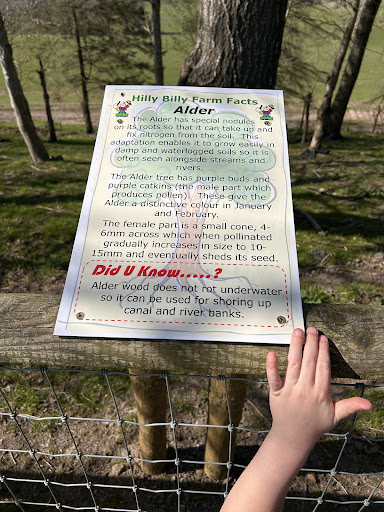 Hilly Billy Farm Facts
Alder
The Alder has special nodules
on its roots so that it can take up and
fix nitrogen from the soil. This
adaptation enables it to grow easily in
damp and waterlogged soils so it is
often seen alongside streams and
rivers.
The Alder tree has purple buds and
purple catkins (the male part which
produces pollen). These give the
Alder a distinctive colour in January
and February.
The female part is a small cone, 4-
6mm across which when pollinated
gradually increases in size to 10-
15mm and eventually sheds its seed.
Did U Know.....?
Alder wood does not rot underwater
so it can be used for shoring up
canal and river banks.